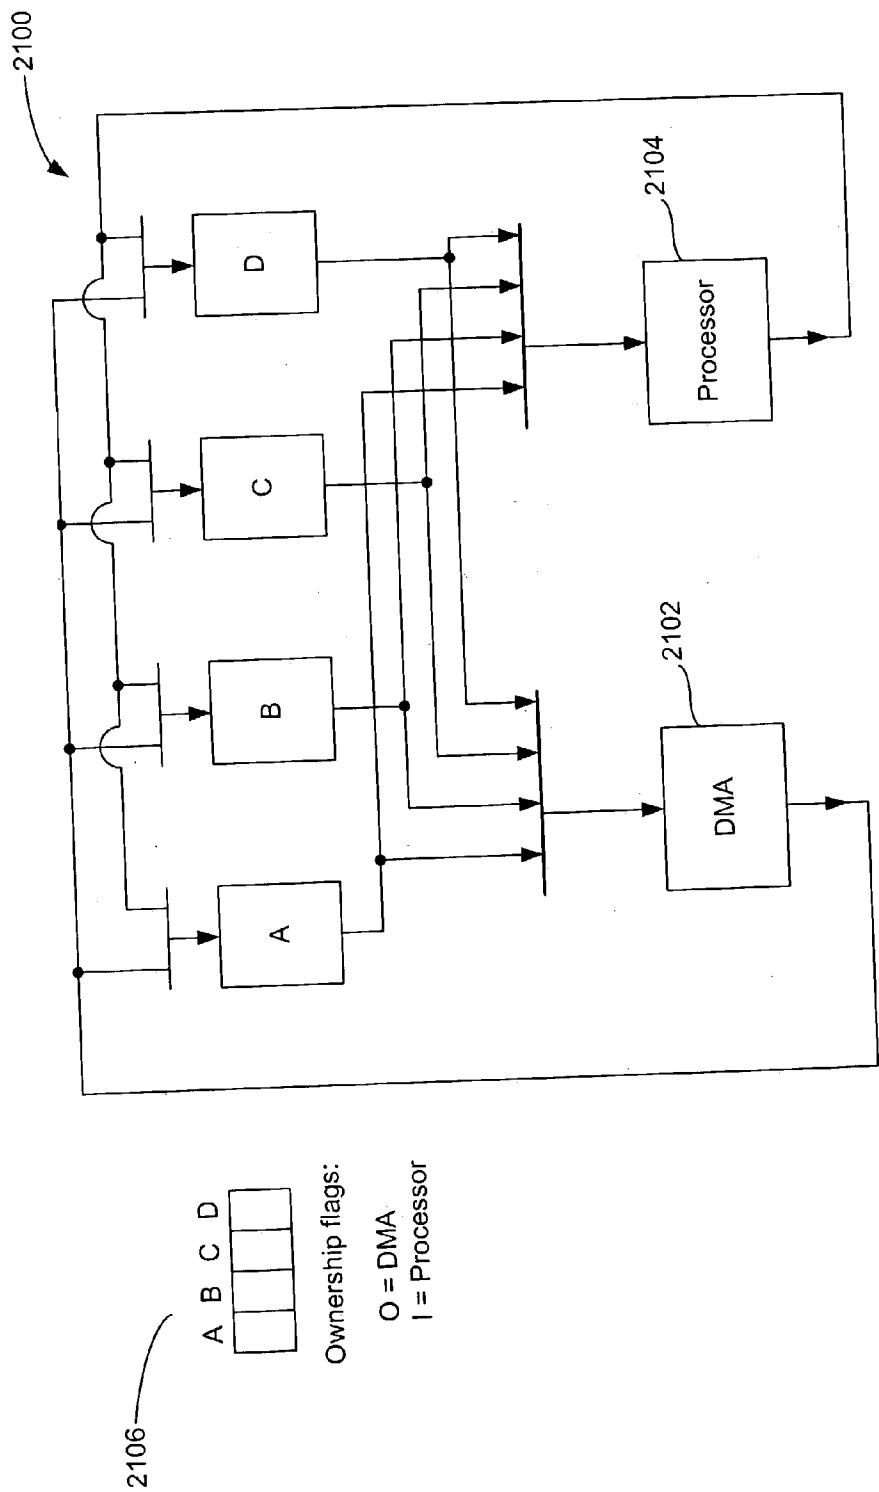 2100
D
C
B
A
2104
Processor
2102
DMA
2106
A B C D
Ownership flags:
O = DMA
I = Processor